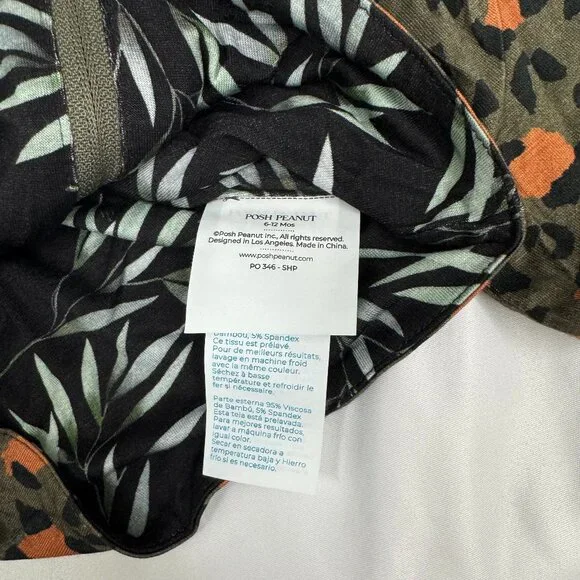 POSH PEANUT
6-12 Mos
©Posh Peanut Inc., All rights reserved.
Designed in Los Angeles. Made in China.
www.poshpeanut.com
PO 346 - SHP
Bambou, 5% Spandex
Ce tissu est prélavé.
Pour de meilleurs résultats,
lavage en machine froid
avec la même couleur.
Séchez à basse
température et refroidir le
fer si nécessaire.
Parte esterna 95% Viscosa
de Bambú, 5% Spandex
Esta tela está prelavada.
Para mejores resultados,
lavar a máquina frío con
igual color.
Secar en secadora a
temperatura baja y Hierro
frío si es necesario.